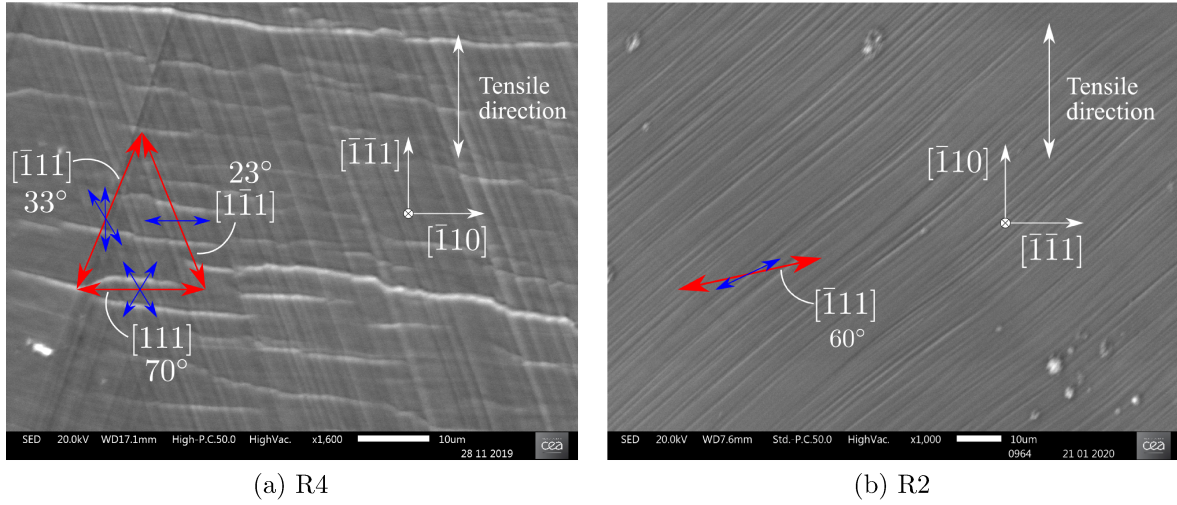 Tensile
direction
[1̅11]
33°
23°
[11̅1]
[1̅1̅1]
[1̅10]
[111]
70°
SED 20.0kV WD17.1mm High-P.C.50.0 HighVac. x1,600 10µm
28 11 2019
cea
(a) R4
Tensile
direction
[1̅10]
[1̅1̅1]
[1̅11]
60°
SED 20.0kV WD7.6mm Std.-P.C.50.0 HighVac. x1,000 10µm
0964 21 01 2020
cea
(b) R2